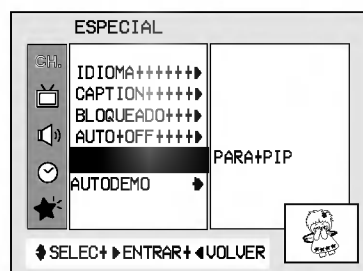 ESPECIAL
CH.
IDIOMA++++++▶
CAPTION+++++▶
BLOQUEADO+++▶
AUTO+OFF++++▶
PARA+PIP
AUTODEMO
SELEC+ ▶ENTRAR+ ◀VOLVER